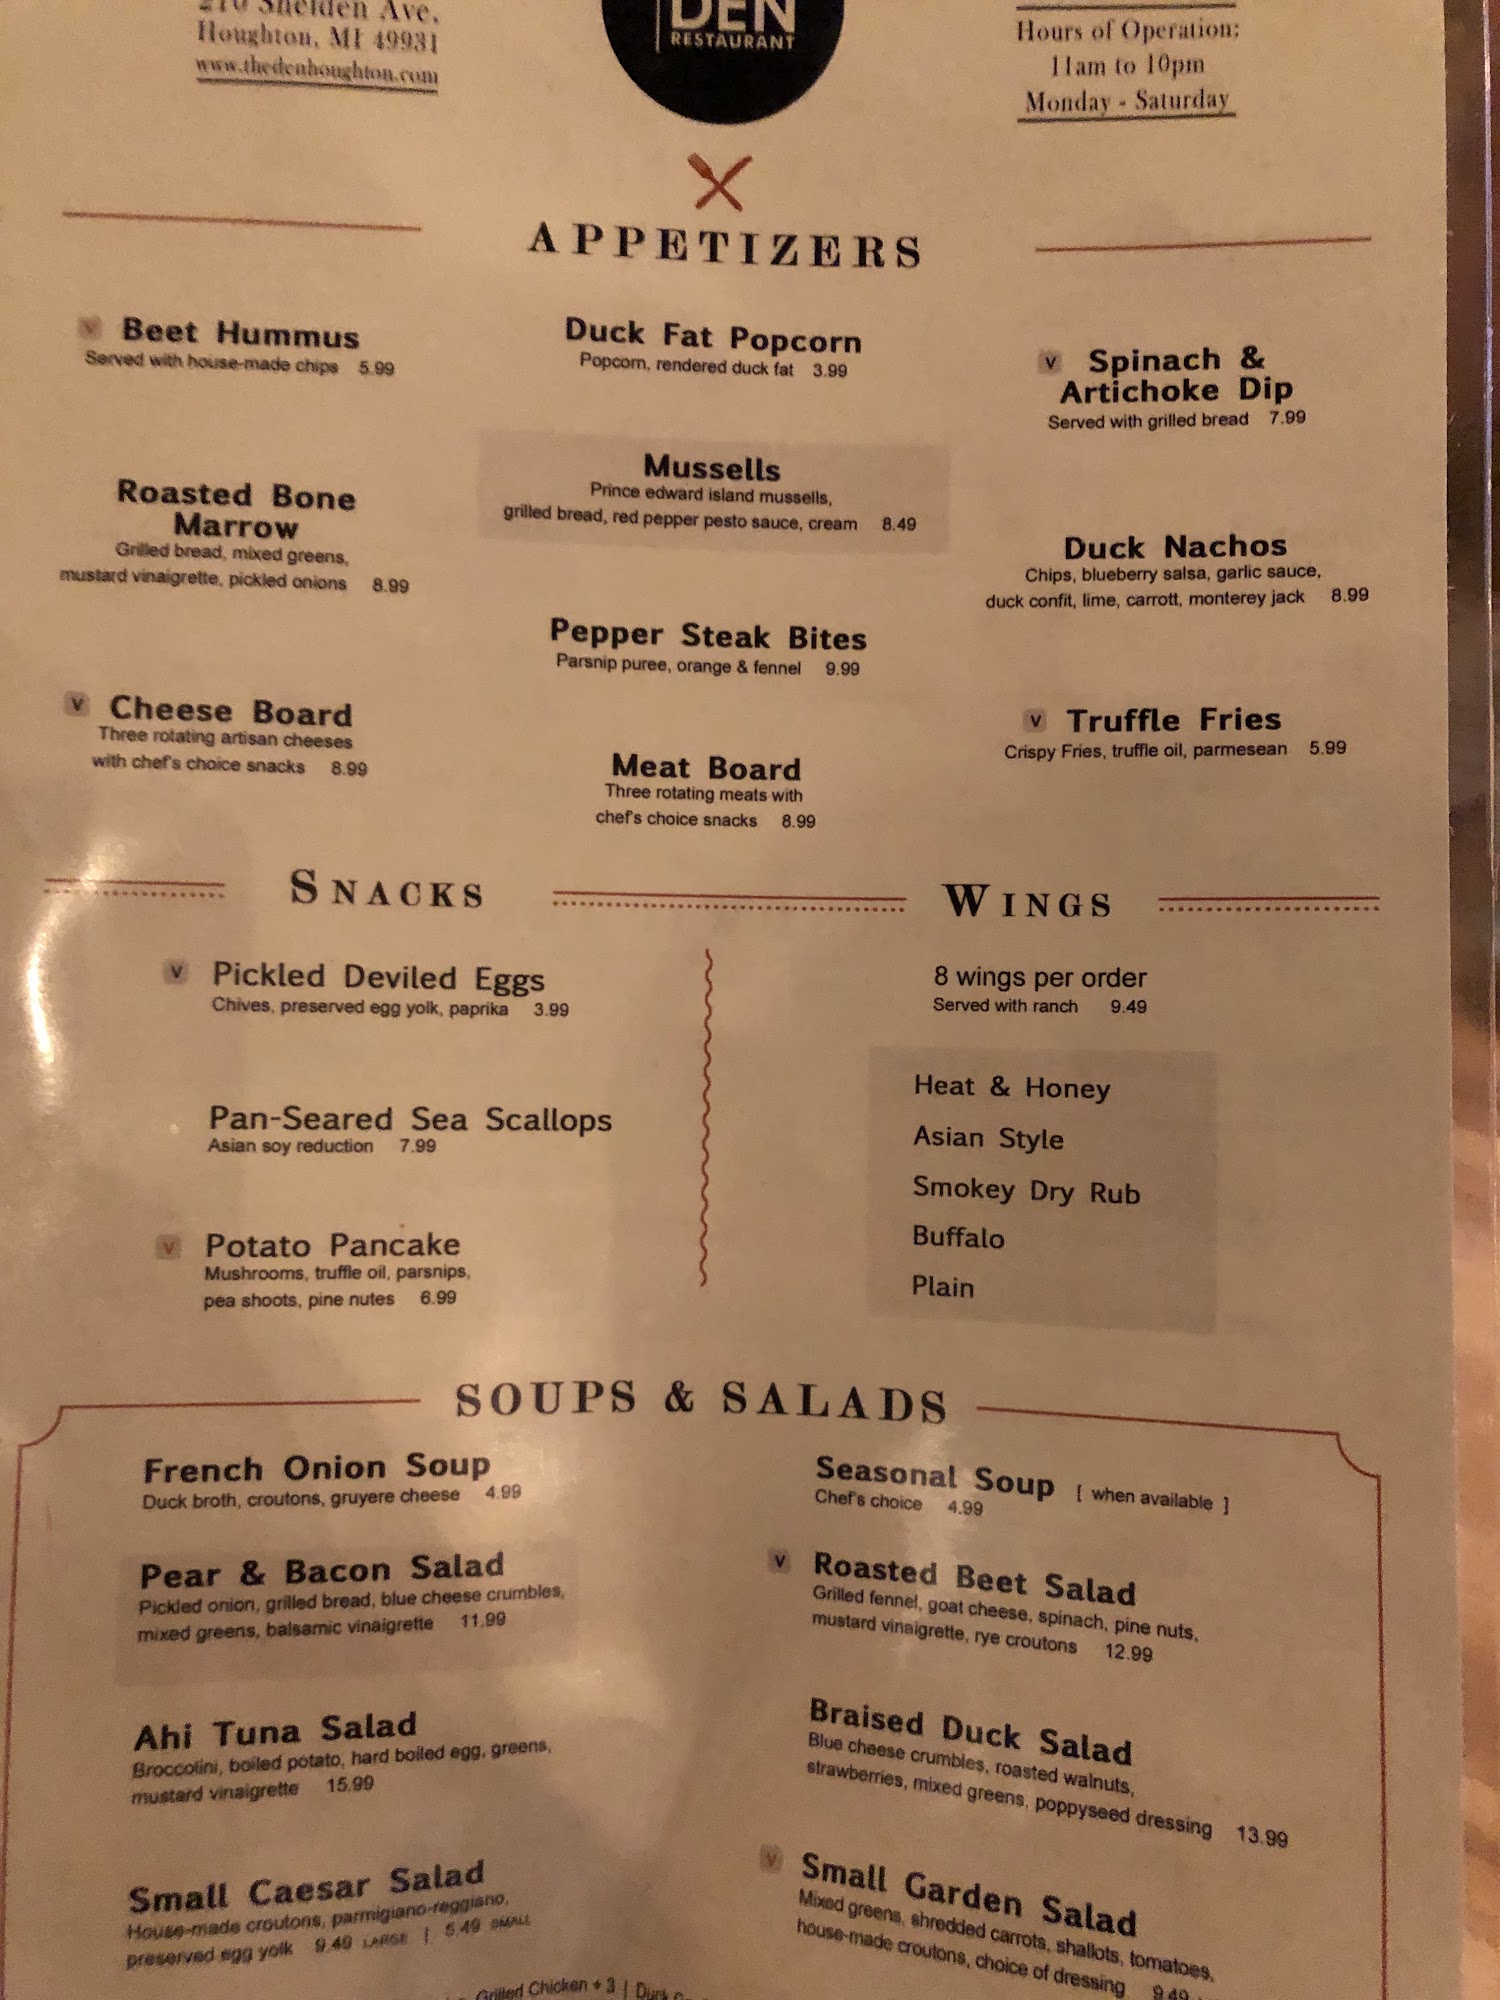 210 Shelden Ave.
Houghton, MI 49931
www.thedenhoughton.com
DEN
RESTAURANT
Hours of Operation:
11am to 10pm
Monday - Saturday
APPETIZERS
V Beet Hummus
Served with house-made chips 5.99
Roasted Bone
Marrow
Grilled bread, mixed greens,
mustard vinaigrette, pickled onions 8.99
V Cheese Board
Three rotating artisan cheeses
with chef's choice snacks 8.99
Duck Fat Popcorn
Popcorn, rendered duck fat 3.99
Mussells
Prince edward island mussells,
grilled bread, red pepper pesto sauce, cream 8.49
Pepper Steak Bites
Parsnip puree, orange & fennel 9.99
Meat Board
Three rotating meats with
chef's choice snacks 8.99
V Spinach &
Artichoke Dip
Served with grilled bread 7.99
Duck Nachos
Chips, blueberry salsa, garlic sauce,
duck confit, lime, carrott, monterey jack 8.99
V Truffle Fries
Crispy Fries, truffle oil, parmesean 5.99
SNACKS
V Pickled Deviled Eggs
Chives, preserved egg yolk, paprika 3.99
Pan-Seared Sea Scallops
Asian soy reduction 7.99
V Potato Pancake
Mushrooms, truffle oil, parsnips,
pea shoots, pine nutes 6.99
WINGS
8 wings per order
Served with ranch 9.49
Heat & Honey
Asian Style
Smokey Dry Rub
Buffalo
Plain
SOUPS & SALADS
French Onion Soup
Duck broth, croutons, gruyere cheese 4.99
Pear & Bacon Salad
Pickled onion, grilled bread, blue cheese crumbles,
mixed greens, balsamic vinaigrette 11.99
Ahi Tuna Salad
Broccolini, boiled potato, hard boiled egg, greens,
mustard vinaigrette 15.99
Small Caesar Salad
House-made croutons, parmigiano-reggiano,
preserved egg yolk 9.49 LARGE | 5.49 SMALL
Seasonal Soup [ when available ]
Chef's choice 4.99
V Roasted Beet Salad
Grilled fennel, goat cheese, spinach, pine nuts,
mustard vinaigrette, rye croutons 12.99
Braised Duck Salad
Blue cheese crumbles, roasted walnuts,
strawberries, mixed greens, poppyseed dressing 13.99
V Small Garden Salad
Mixed greens, shredded carrots, shallots, tomatoes,
house-made croutons, choice of dressing 9.49
Grilled Chicken + 3 | Duck